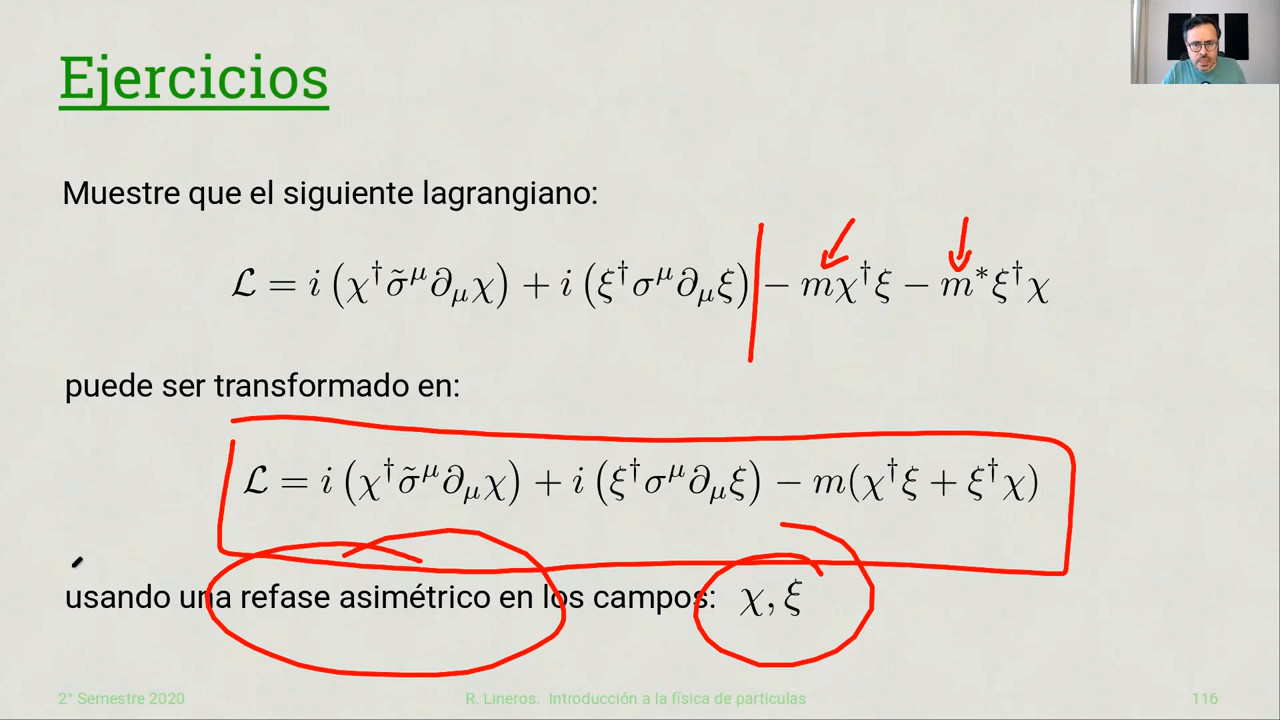 Ejercicios
Muestre que el siguiente lagrangiano:
ℒ = i (χ†σ̃^μ∂_μχ) + i (ξ†σ^μ∂_μξ) − mχ†ξ − m*ξ†χ
puede ser transformado en:
ℒ = i (χ†σ̃^μ∂_μχ) + i (ξ†σ^μ∂_μξ) − m(χ†ξ + ξ†χ)
usando una refase asimétrico en los campos: χ, ξ
2° Semestre 2020 R. Lineros. Introducción a la física de particulas 116